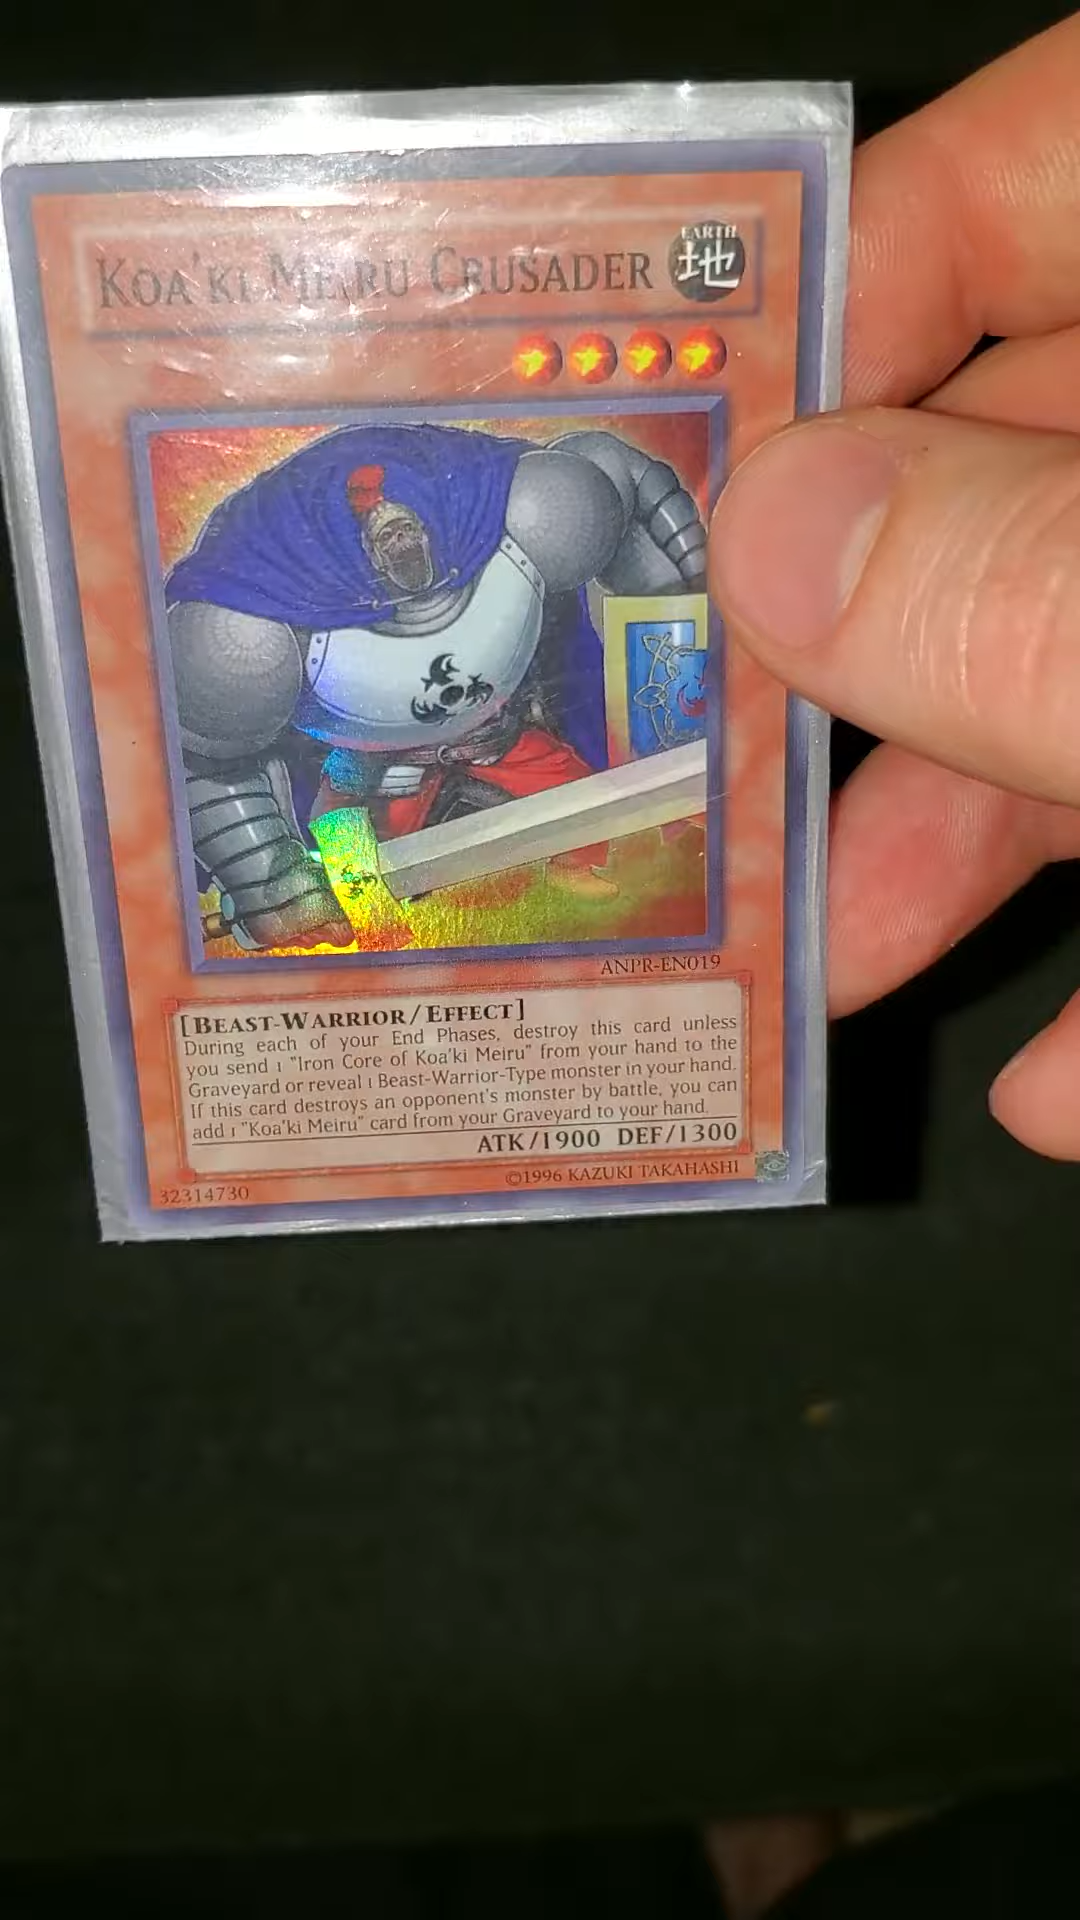 KOA'KI MEIRU CRUSADER
EARTH
地
ANPR-EN019
[BEAST-WARRIOR/EFFECT]
During each of your End Phases, destroy this card unless
you send 1 "Iron Core of Koa'ki Meiru" from your hand to the
Graveyard or reveal 1 Beast-Warrior-Type monster in your hand.
If this card destroys an opponent's monster by battle, you can
add 1 "Koa'ki Meiru" card from your Graveyard to your hand.
ATK/1900 DEF/1300
32314730
©1996 KAZUKI TAKAHASHI